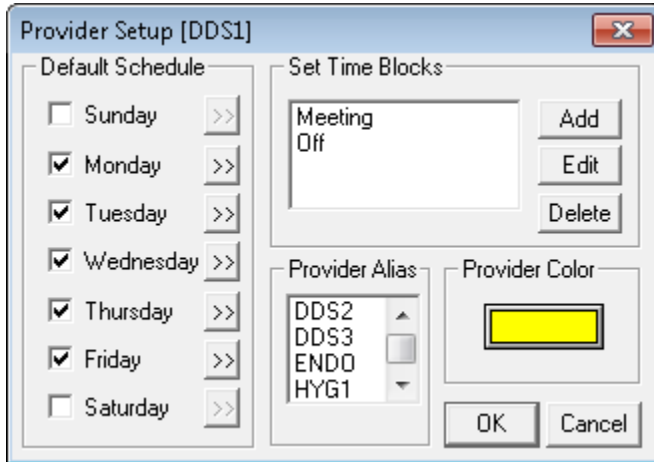 Provider Setup [DDS1]
Default Schedule
Sunday >>
Monday >>
Tuesday >>
Wednesday >>
Thursday >>
Friday >>
Saturday >>
Set Time Blocks
Meeting
Off
Add
Edit
Delete
Provider Alias
DDS2
DDS3
ENDO
HYG1
Provider Color
OK
Cancel